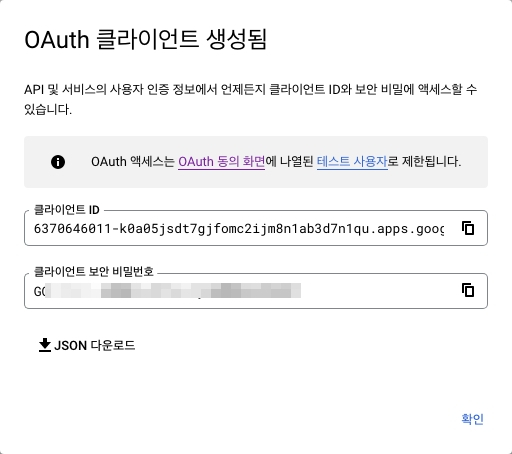 OAuth 클라이언트 생성됨
API 및 서비스의 사용자 인증 정보에서 언제든지 클라이언트 ID와 보안 비밀에 액세스할 수
있습니다.
OAuth 액세스는 OAuth 동의 화면에 나열된 테스트 사용자로 제한됩니다.
클라이언트 ID
6370646011-k0a05jsdt7gjfomc2ijm8n1ab3d7n1qu.apps.goog
클라이언트 보안 비밀번호
JSON 다운로드
확인